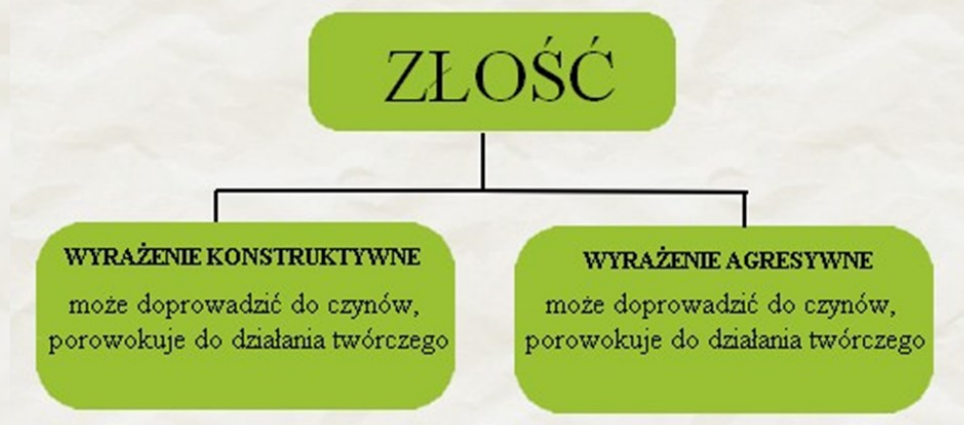 ZŁOŚĆ
WYRAŻENIE KONSTRUKTYWNE
może doprowadzić do czynów,
porowokuje do działania twórczego
WYRAŻENIE AGRESYWNE
może doprowadzić do czynów,
porowokuje do działania twórczego